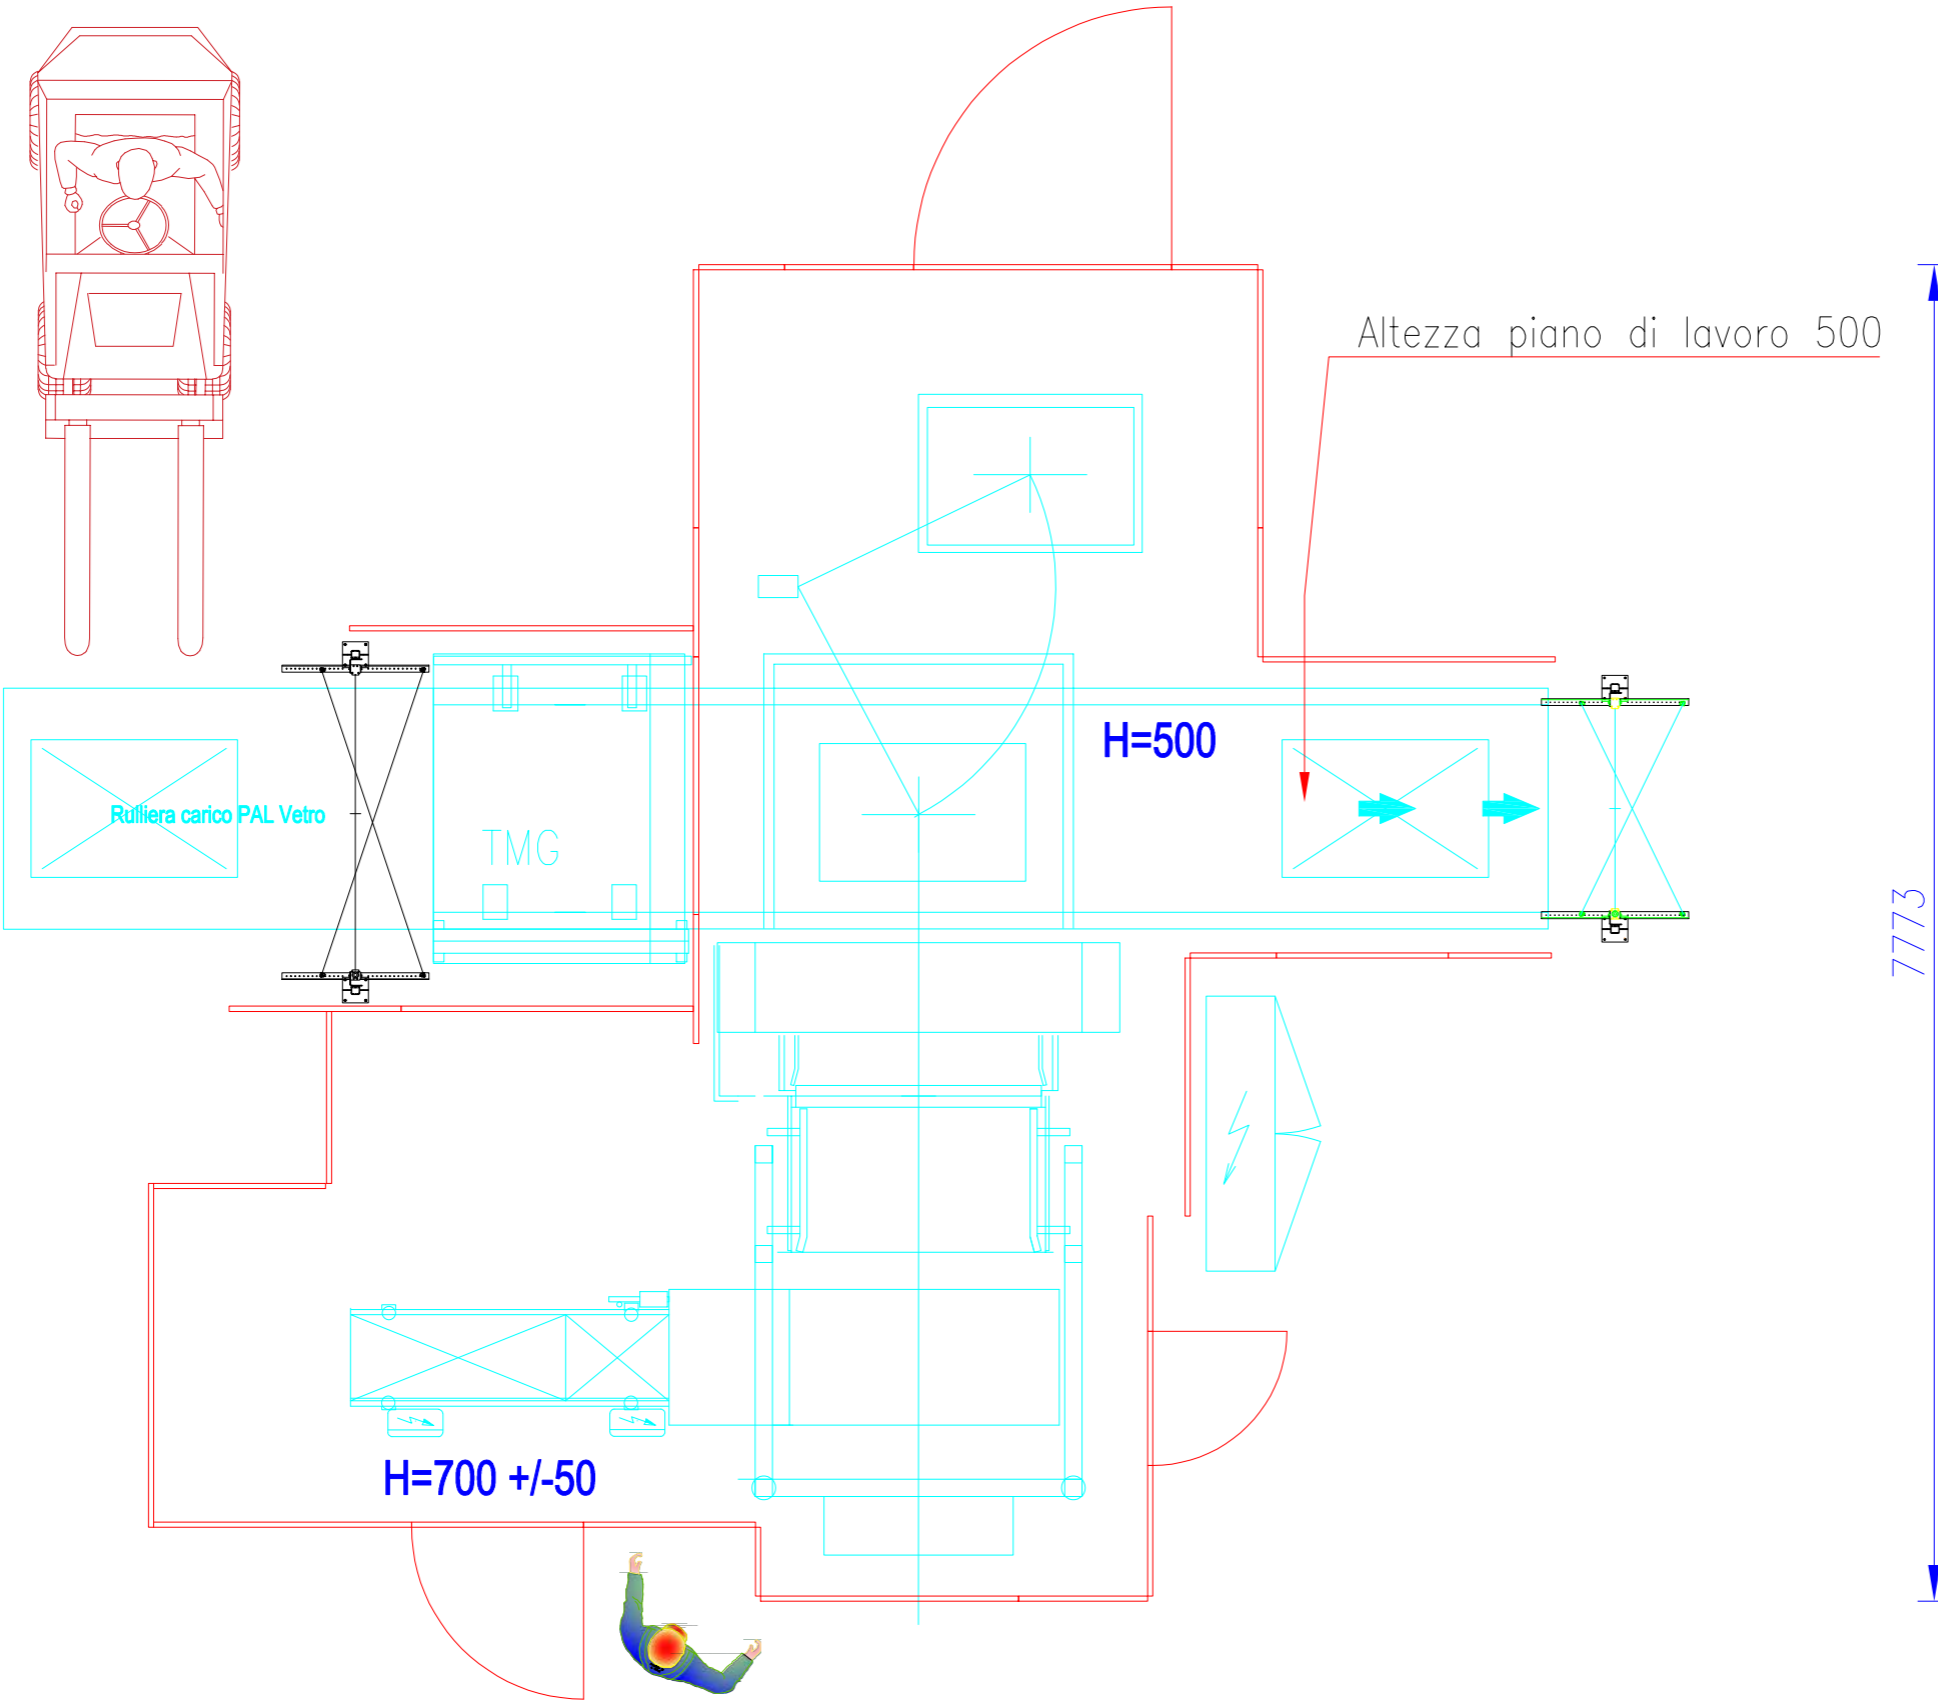 Altezza piano di lavoro 500
H=500
Rulliera carico PAL Vetro
TMG
7773
H=700 +/-50